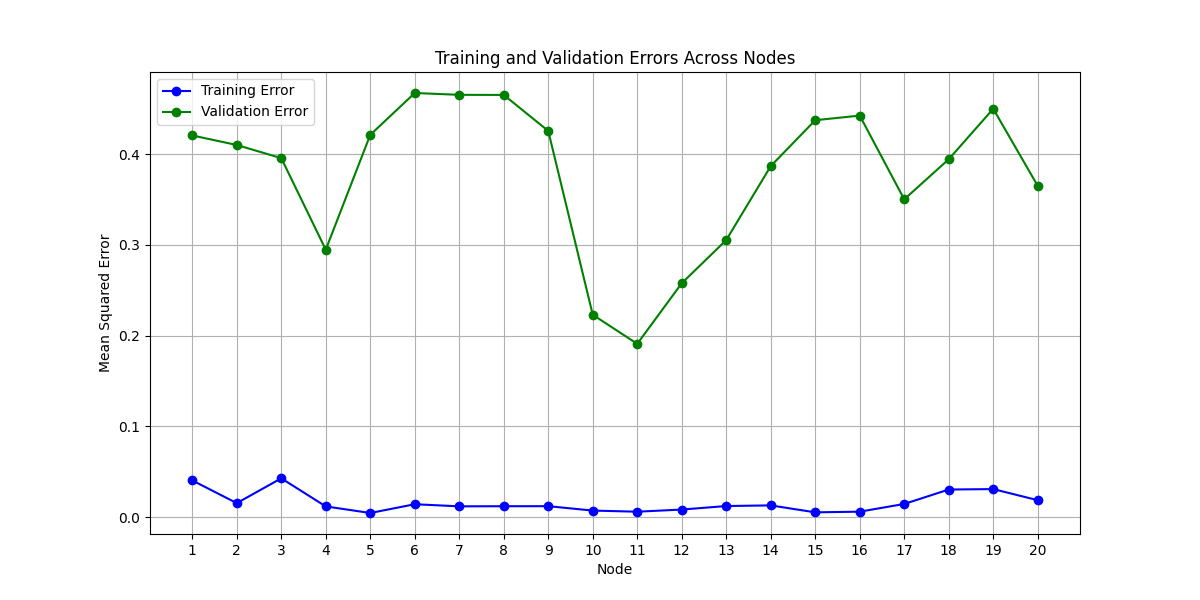 Training and Validation Errors Across Nodes
Training Error
Validation Error
Mean Squared Error
0.4
0.3
0.2
0.1
0.0
1 2 3 4 5 6 7 8 9 10 11 12 13 14 15 16 17 18 19 20
Node